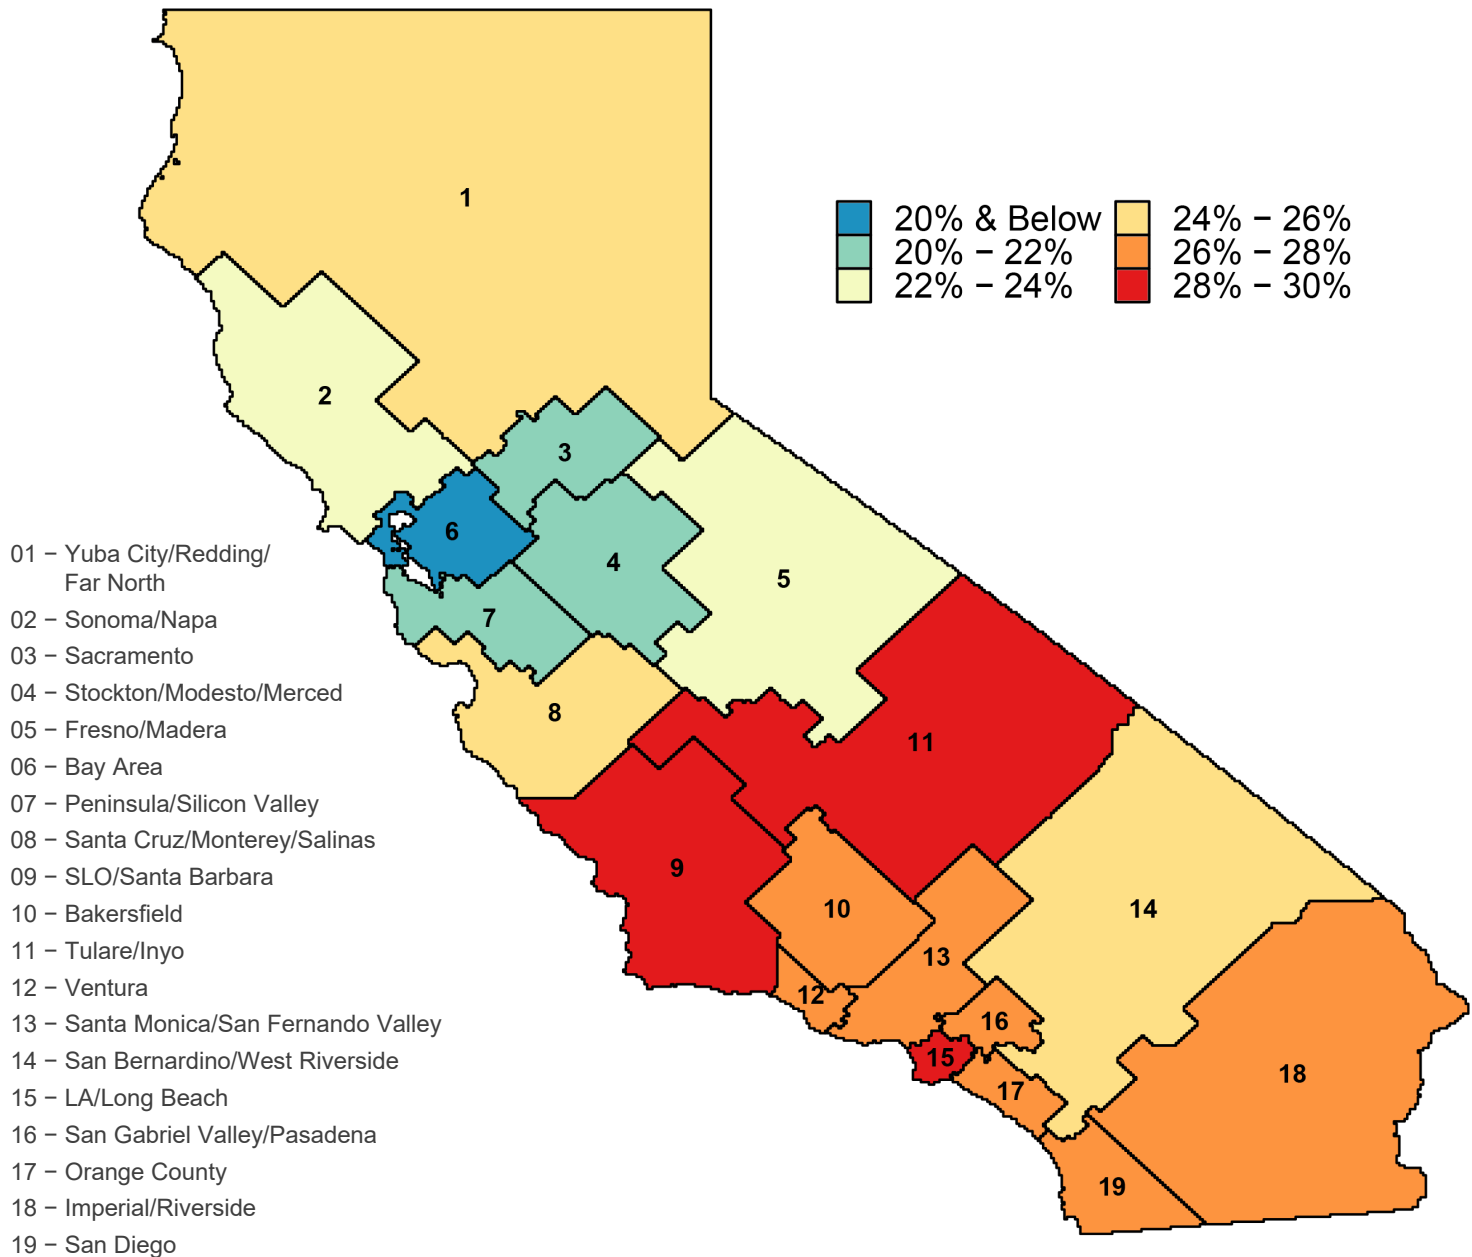 1
20% & Below
24% − 26%
20% − 22%
26% − 28%
22% − 24%
28% − 30%
2
3
6
4
5
7
8
11
9
10
14
13
12
16
15
17
18
19
01 − Yuba City/Redding/
Far North
02 − Sonoma/Napa
03 − Sacramento
04 − Stockton/Modesto/Merced
05 − Fresno/Madera
06 − Bay Area
07 − Peninsula/Silicon Valley
08 − Santa Cruz/Monterey/Salinas
09 − SLO/Santa Barbara
10 − Bakersfield
11 − Tulare/Inyo
12 − Ventura
13 − Santa Monica/San Fernando Valley
14 − San Bernardino/West Riverside
15 − LA/Long Beach
16 − San Gabriel Valley/Pasadena
17 − Orange County
18 − Imperial/Riverside
19 − San Diego